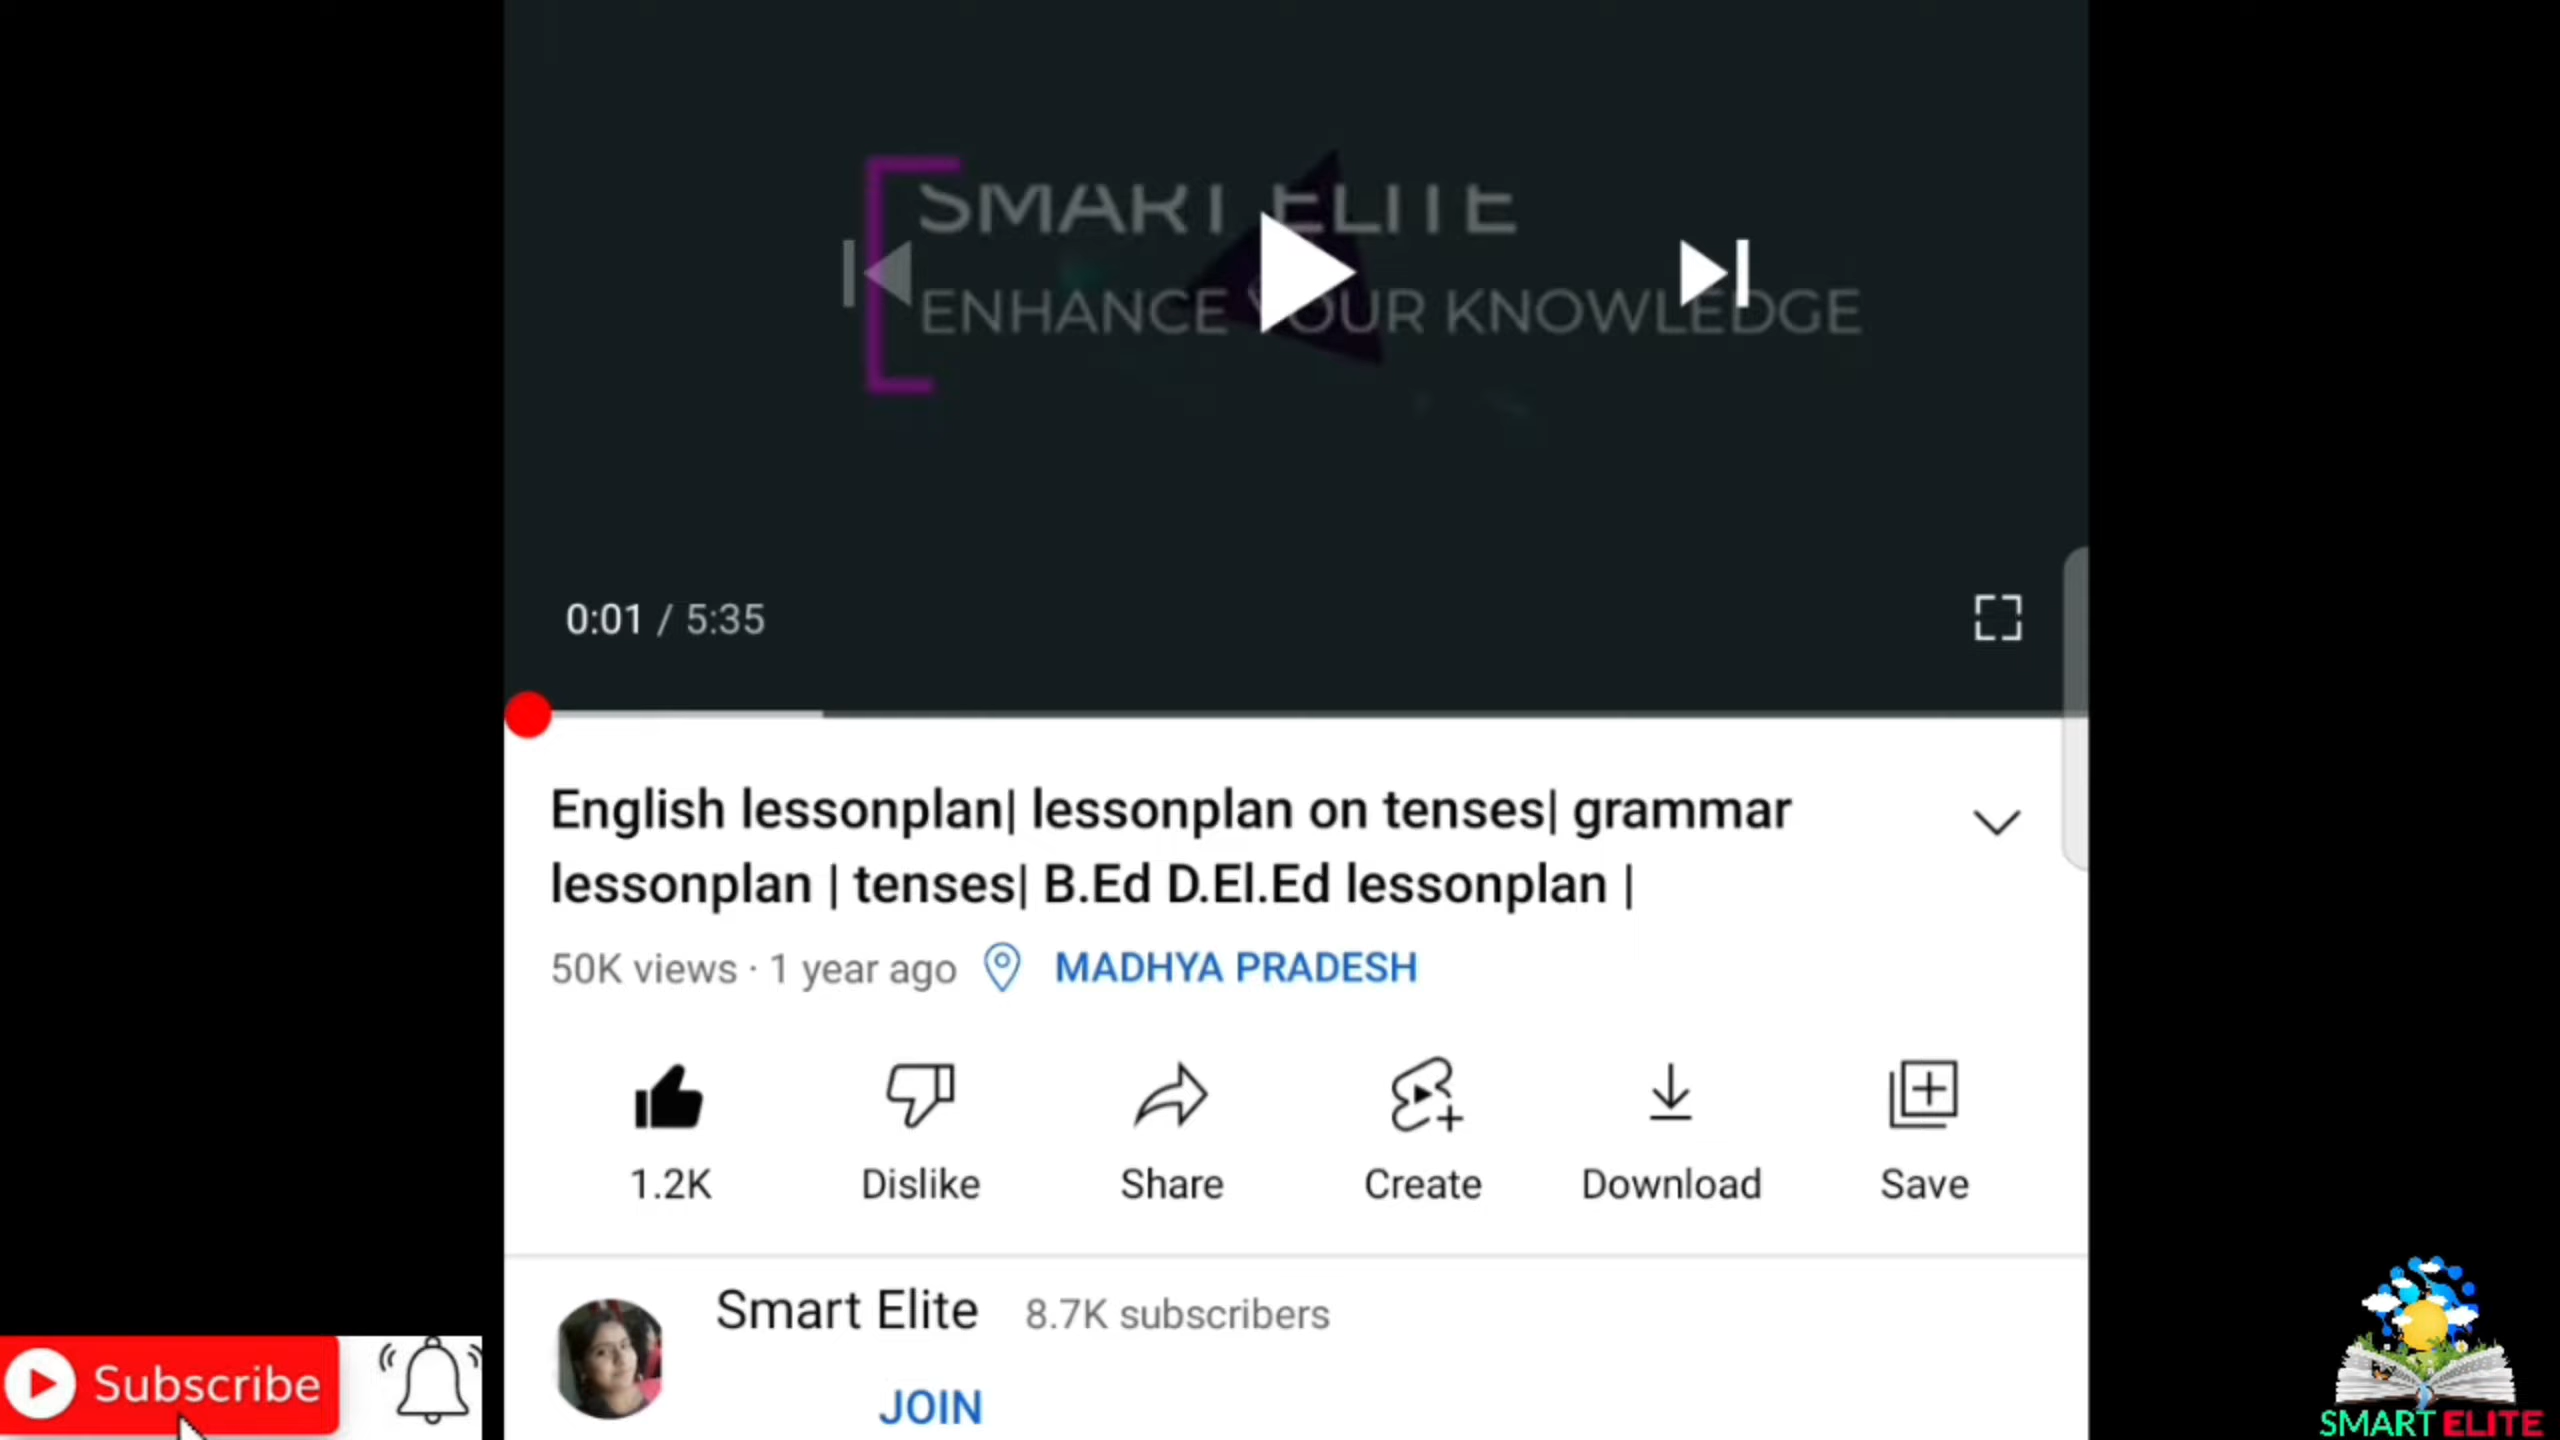 SMART ELITE
ENHANCE YOUR KNOWLEDGE
0:01 / 5:35
English lessonplan| lessonplan on tenses| grammar
lessonplan | tenses| B.Ed D.El.Ed lessonplan |
50K views · 1 year ago MADHYA PRADESH
1.2K Dislike Share Create Download Save
Smart Elite 8.7K subscribers
JOIN
Subscribe
SMART ELITE